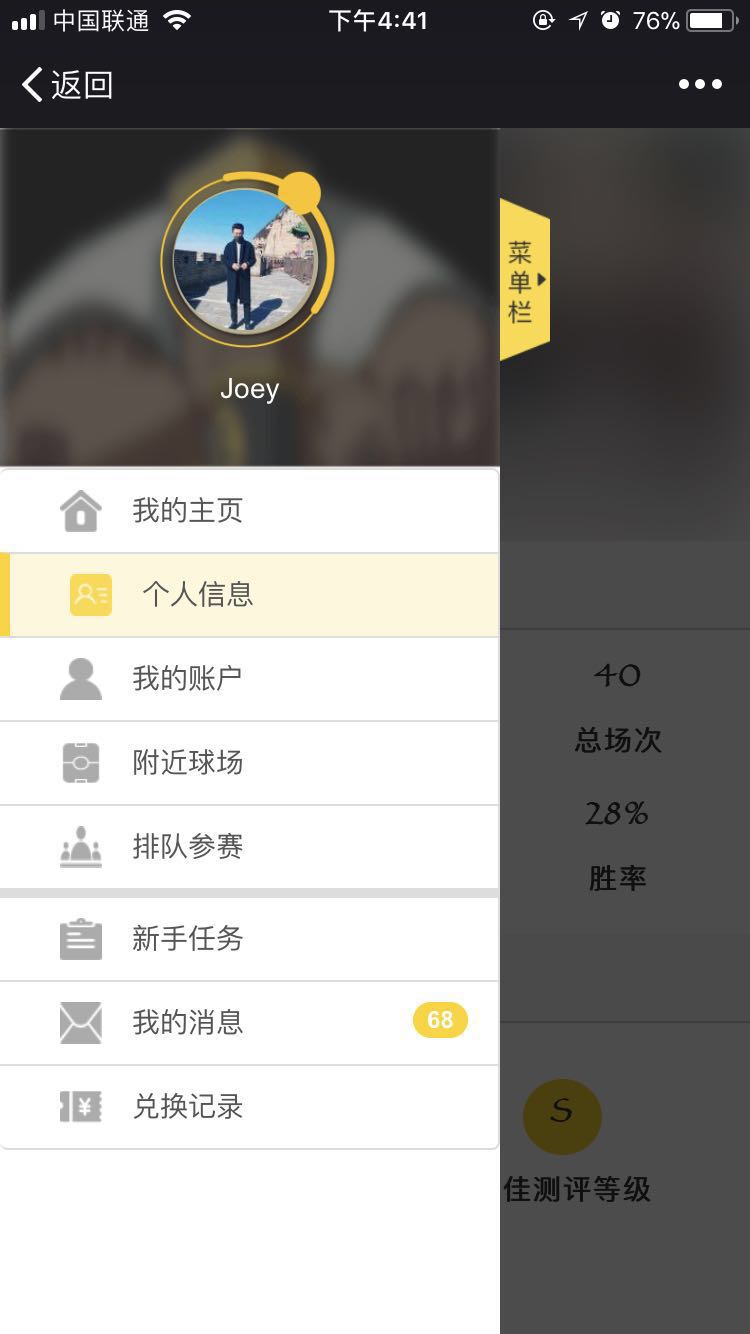 中国联通
下午4:41
76%
返回
菜单栏
Joey
我的主页
个人信息
我的账户
附近球场
排队参赛
新手任务
我的消息
68
兑换记录
40
总场次
28%
胜率
S
佳测评等级